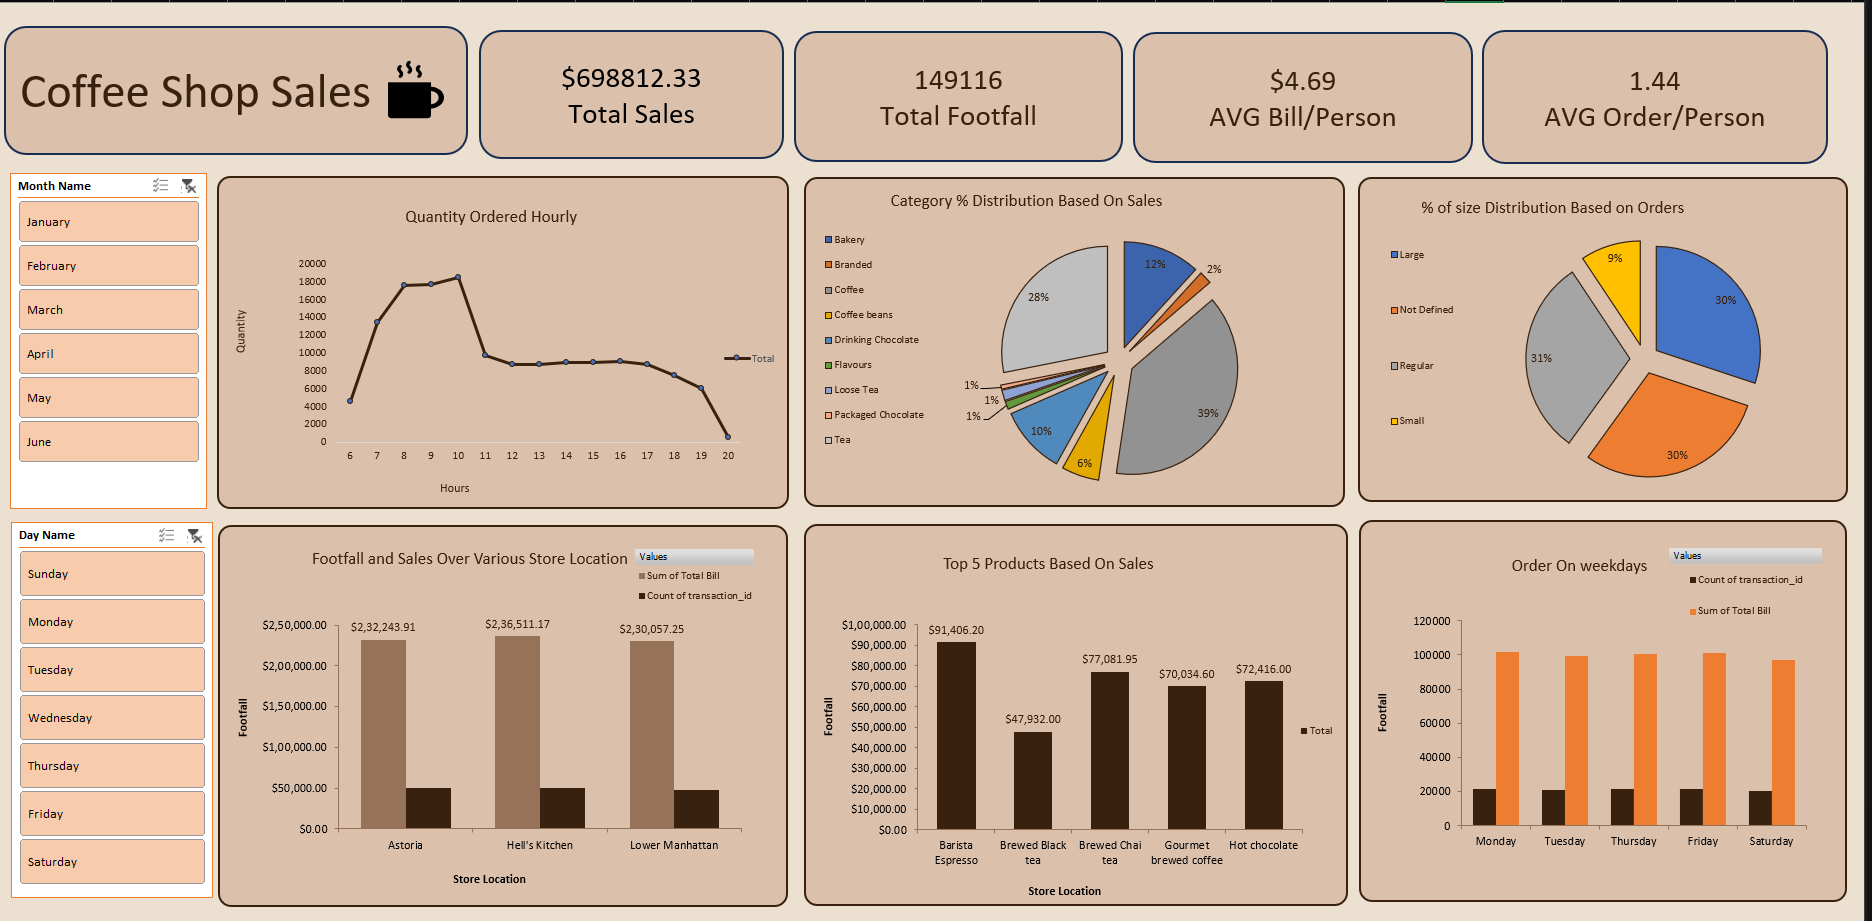 Coffee Shop Sales
$698812.33
Total Sales
149116
Total Footfall
$4.69
AVG Bill/Person
1.44
AVG Order/Person
Month Name
January
February
March
April
May
June
Quantity Ordered Hourly
Quantity
20000
18000
16000
14000
12000
10000
8000
6000
4000
2000
0
6 7 8 9 10 11 12 13 14 15 16 17 18 19 20
Hours
Total
Category % Distribution Based On Sales
Bakery
Branded
Coffee
Coffee beans
Drinking Chocolate
Flavours
Loose Tea
Packaged Chocolate
Tea
12%
2%
39%
6%
10%
1%
1%
1%
28%
% of size Distribution Based on Orders
Large
Not Defined
Regular
Small
30%
30%
31%
9%
Day Name
Sunday
Monday
Tuesday
Wednesday
Thursday
Friday
Saturday
Footfall and Sales Over Various Store Location
Values
Sum of Total Bill
Count of transaction_id
Footfall
$2,50,000.00
$2,00,000.00
$1,50,000.00
$1,00,000.00
$50,000.00
$0.00
$2,32,243.91
$2,36,511.17
$2,30,057.25
Astoria
Hell's Kitchen
Lower Manhattan
Store Location
Top 5 Products Based On Sales
Footfall
$1,00,000.00
$90,000.00
$80,000.00
$70,000.00
$60,000.00
$50,000.00
$40,000.00
$30,000.00
$20,000.00
$10,000.00
$0.00
$91,406.20
$47,932.00
$77,081.95
$70,034.60
$72,416.00
Total
Barista
Espresso
Brewed Black
tea
Brewed Chai
tea
Gourmet
brewed coffee
Hot chocolate
Store Location
Order On weekdays
Values
Count of transaction_id
Sum of Total Bill
Footfall
120000
100000
80000
60000
40000
20000
0
Monday
Tuesday
Thursday
Friday
Saturday